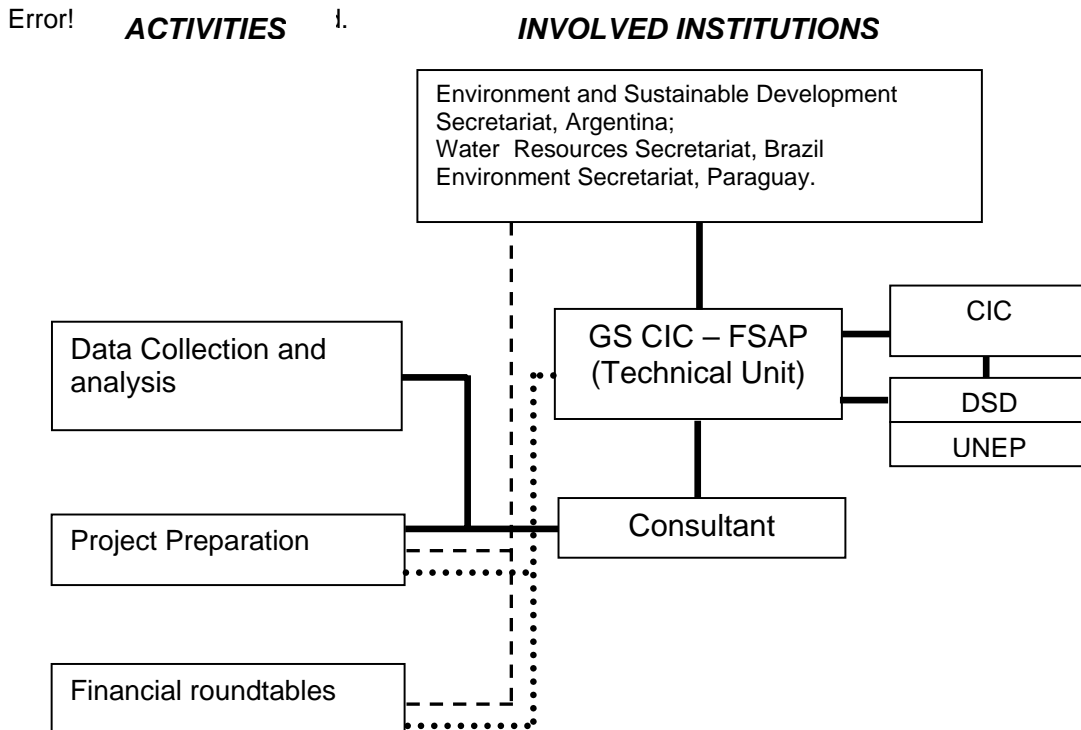 Error!
ACTIVITIES
INVOLVED INSTITUTIONS
Environment and Sustainable Development
Secretariat, Argentina;
Water Resources Secretariat, Brazil
Environment Secretariat, Paraguay.
GS CIC – FSAP
(Technical Unit)
CIC
DSD
UNEP
Data Collection and
analysis
Project Preparation
Consultant
Financial roundtables